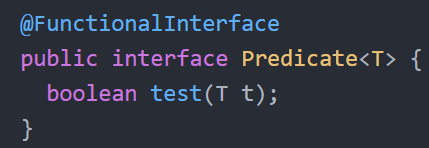 @FunctionalInterface
public interface Predicate<T> {
  boolean test(T t);
}